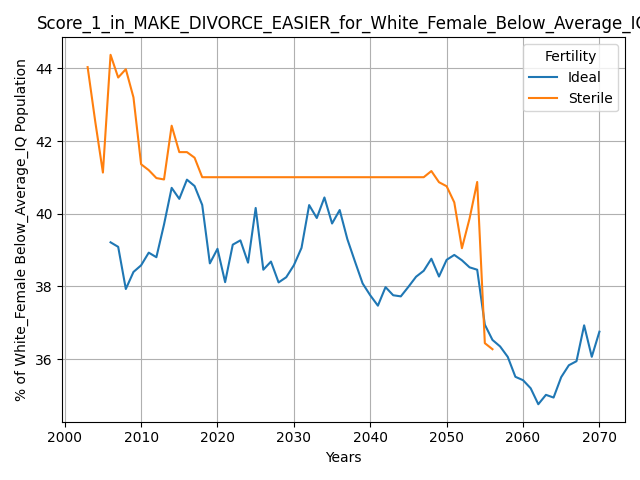 Score_1_in_MAKE_DIVORCE_EASIER_for_White_Female_Below_Average_IQ
Fertility
Ideal
Sterile
% of White_Female Below_Average_IQ Population
44
42
40
38
36
2000 2010 2020 2030 2040 2050 2060 2070
Years